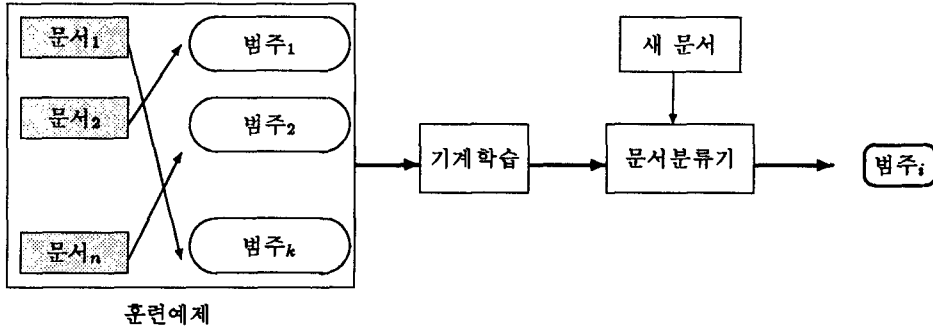 문서₁
범주₁
새 문서
문서₂
범주₂
기계학습
문서분류기
범주ᵢ
문서ₙ
범주ₖ
훈련예제